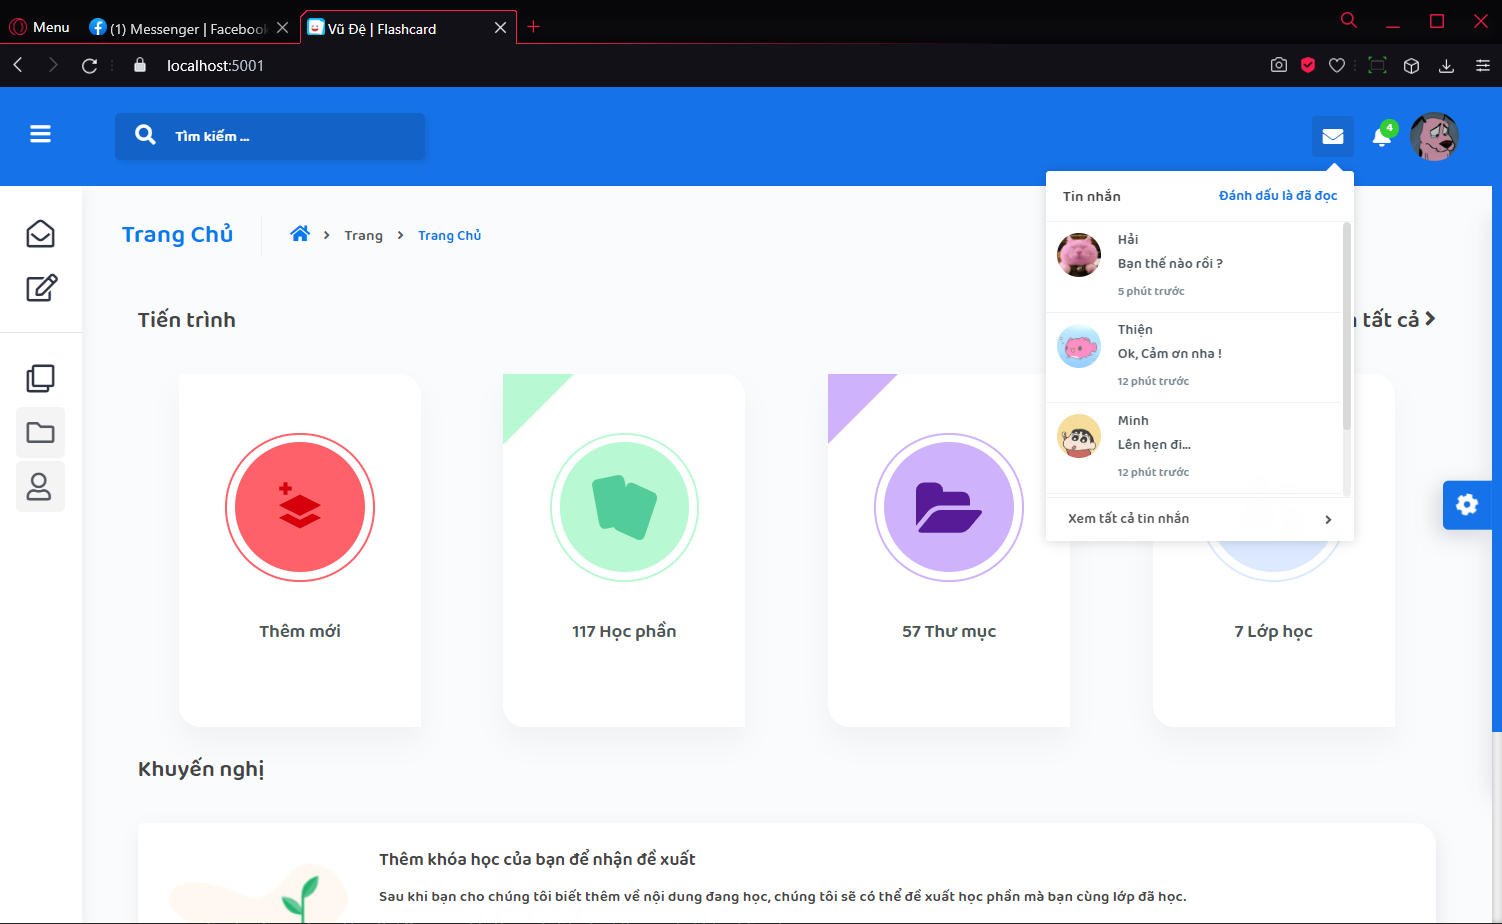 Menu
(1) Messenger | Facebook
Vũ Đệ | Flashcard
localhost:5001
Tìm kiếm ...
4
Tin nhắn
Đánh dấu là đã đọc
Trang Chủ
Trang
Trang Chủ
Hải
Bạn thế nào rồi ?
5 phút trước
Thiện
Ok, Cảm ơn nha !
12 phút trước
Minh
Lên hẹn đi...
12 phút trước
Xem tất cả tin nhắn
Tiến trình
tất cả
Thêm mới
117 Học phần
57 Thư mục
7 Lớp học
Khuyến nghị
Thêm khóa học của bạn để nhận đề xuất
Sau khi bạn cho chúng tôi biết thêm về nội dung đang học, chúng tôi sẽ có thể đề xuất học phần mà bạn cùng lớp đã học.